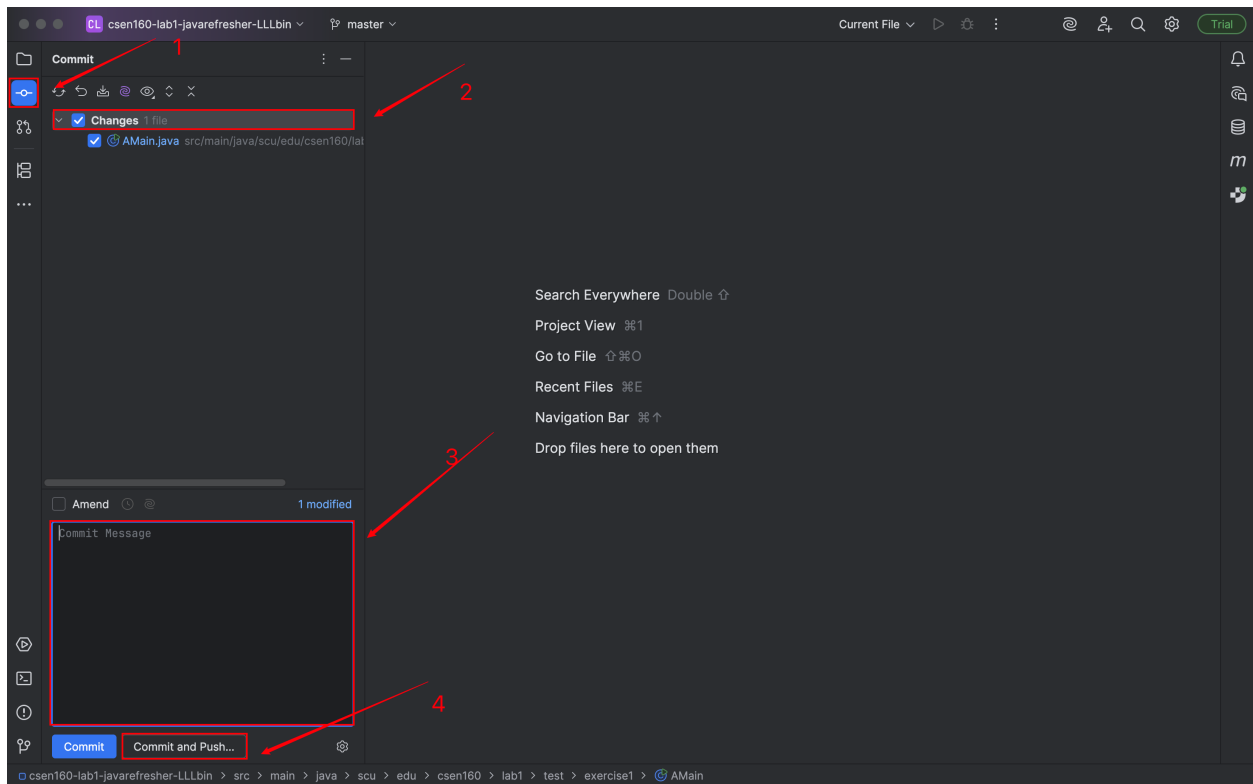 CL csen160-lab1-javarefresher-LLLbin master Current File Trial
1
Commit
2
Changes 1 file
AMain.java src/main/java/scu/edu/csen160/lab
m
Search Everywhere Double ⇧
Project View ⌘1
Go to File ⇧⌘O
Recent Files ⌘E
Navigation Bar ⌘↑
Drop files here to open them
3
Amend 1 modified
Commit Message
4
Commit Commit and Push...
csen160-lab1-javarefresher-LLLbin > src > main > java > scu > edu > csen160 > lab1 > test > exercise1 > AMain